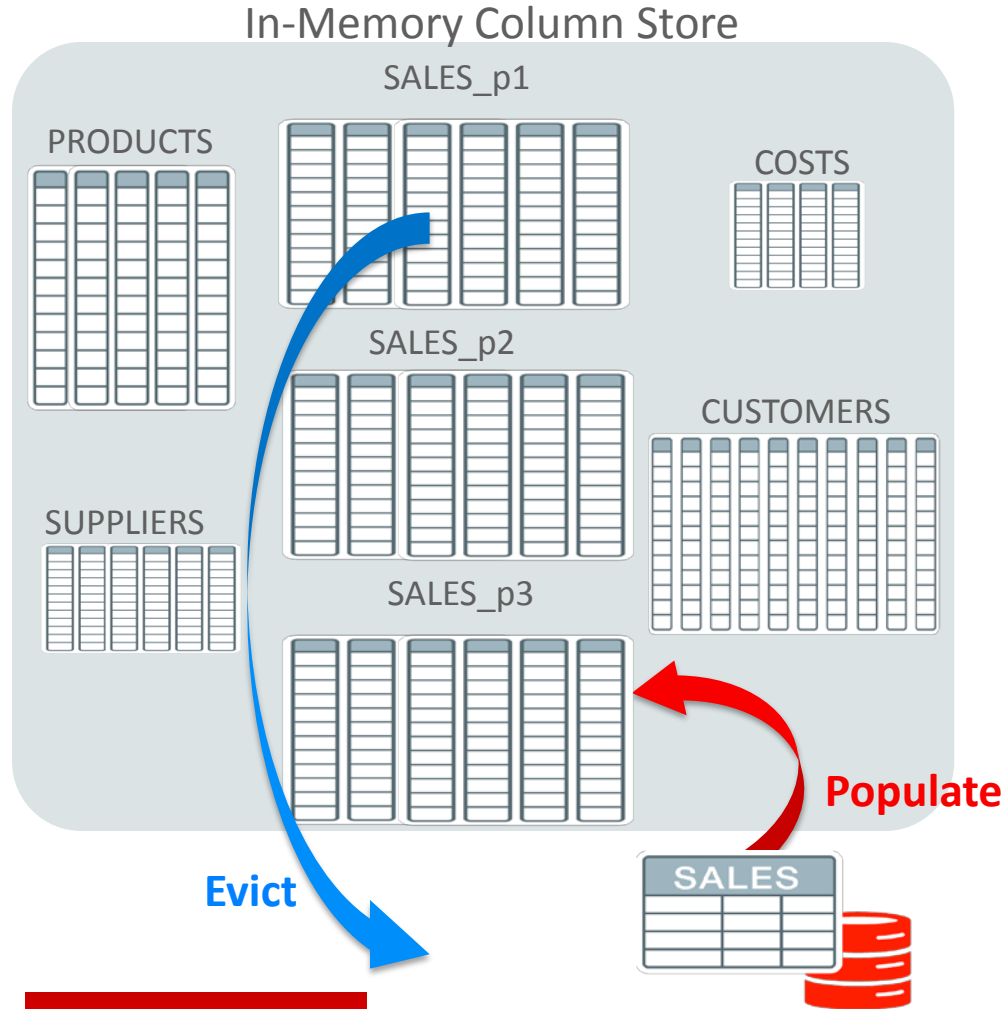 In-Memory Column Store
SALES_p1
PRODUCTS
COSTS
SALES_p2
CUSTOMERS
SUPPLIERS
SALES_p3
Populate
Evict
SALES